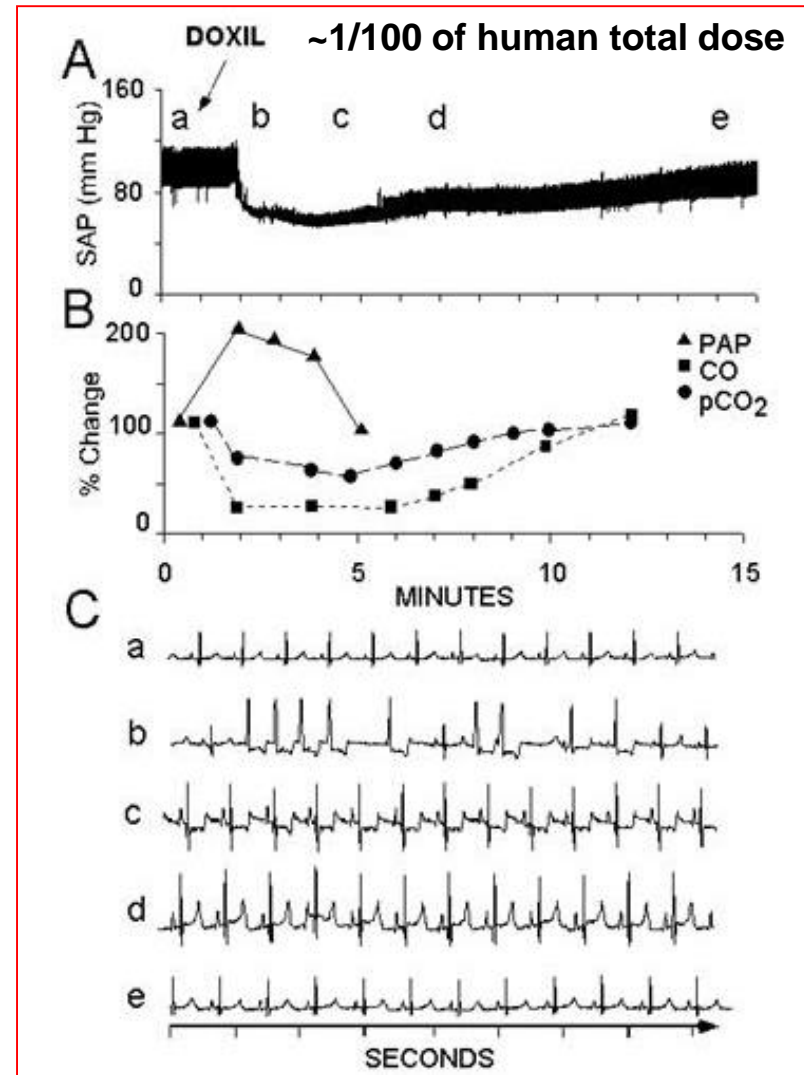 DOXIL ~1/100 of human total dose
A
160
a b c d e
80
SAP (mm Hg)
0
B
200
▲ PAP
■ CO
● pCO₂
100
% Change
0
0 5 10 15
MINUTES
C
a
b
c
d
e
SECONDS